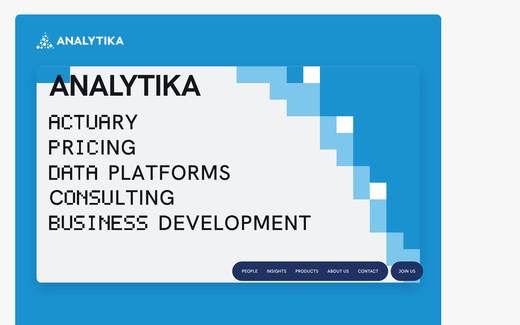 ANALYTIKA
ANALYTIKA
ACTUARY
PRICING
DATA PLATFORMS
CONSULTING
BUSINESS DEVELOPMENT
PEOPLE INSIGHTS PRODUCTS ABOUT US CONTACT JOIN US